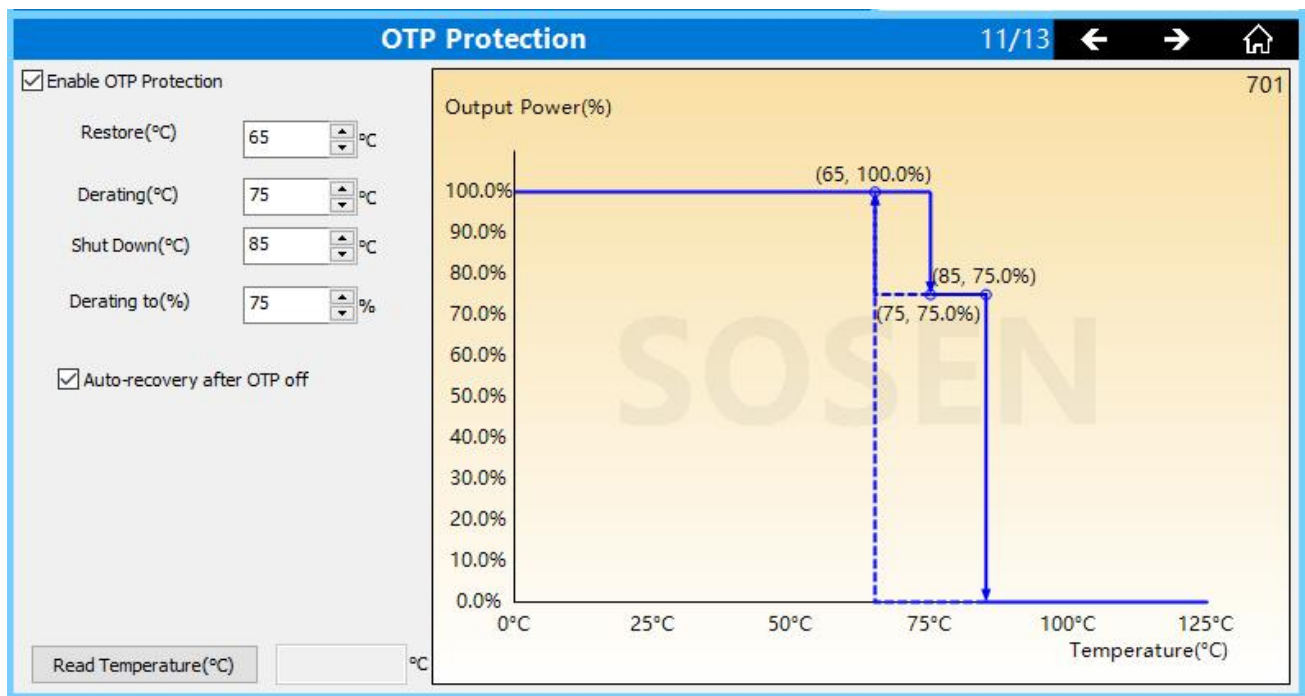 OTP Protection 11/13
Enable OTP Protection
Restore(°C) 65 °C
Derating(°C) 75 °C
Shut Down(°C) 85 °C
Derating to(%) 75 %
Auto-recovery after OTP off
Read Temperature(°C) °C
701
Output Power(%)
(65, 100.0%)
100.0%
90.0%
80.0%
(85, 75.0%)
70.0%
(75, 75.0%)
60.0%
50.0%
40.0%
30.0%
20.0%
10.0%
0.0%
SOSEN
0°C 25°C 50°C 75°C 100°C 125°C
Temperature(°C)